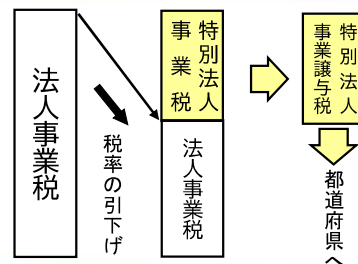 法人事業税
税率の引下げ
特別法人
事業税
法人事業税
特別法人
事業譲与税
都道府県へ